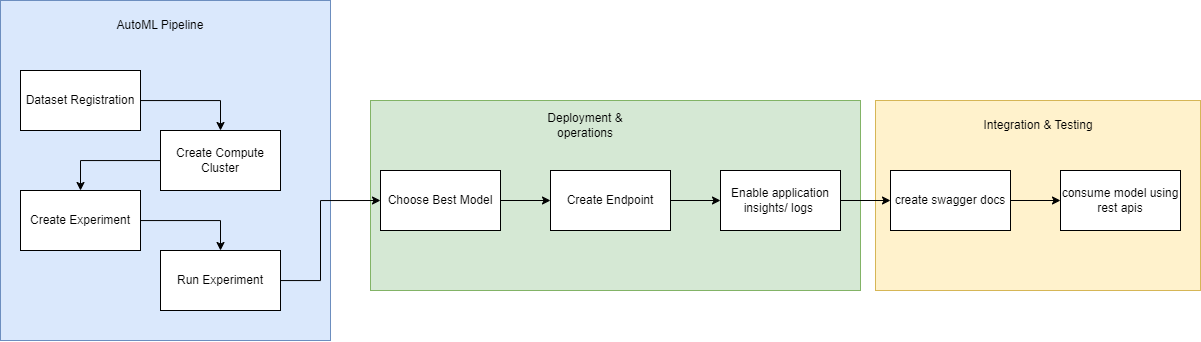 AutoML Pipeline
Dataset Registration
Create Compute
Cluster
Create Experiment
Run Experiment
Deployment &
operations
Choose Best Model
Create Endpoint
Enable application
insights/ logs
Integration & Testing
create swagger docs
consume model using
rest apis